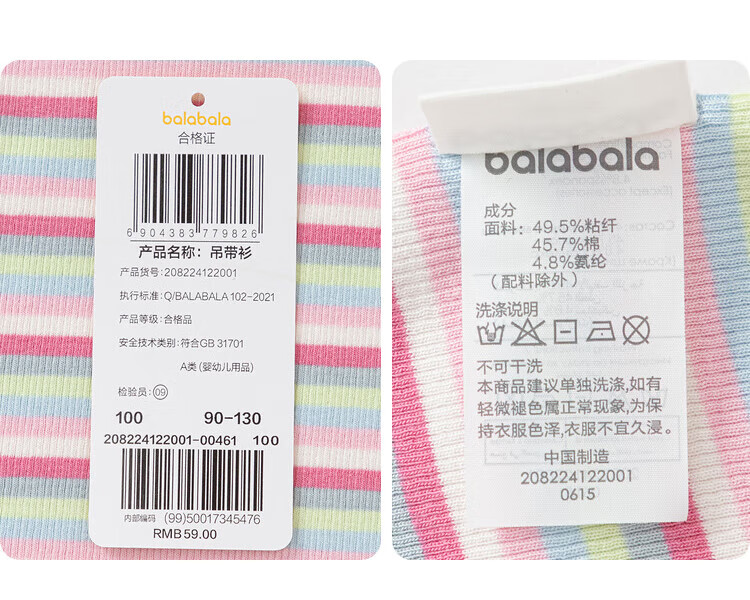 balabala
合格证
6 904383 779826
产品名称：吊带衫
产品货号：208224122001
执行标准：Q/BALABALA 102-2021
产品等级：合格品
安全技术类别：符合GB 31701
A类（婴幼儿用品）
检验员：09
100 90-130
208224122001-00461 100
内部编码 (99)50017345476
RMB 59.00
balabala
成分
面料：49.5%粘纤
45.7%棉
4.8%氨纶
（配料除外）
洗涤说明
不可干洗
本商品建议单独洗涤,如有
轻微褪色属正常现象,为保
持衣服色泽,衣服不宜久浸。
中国制造
208224122001
0615